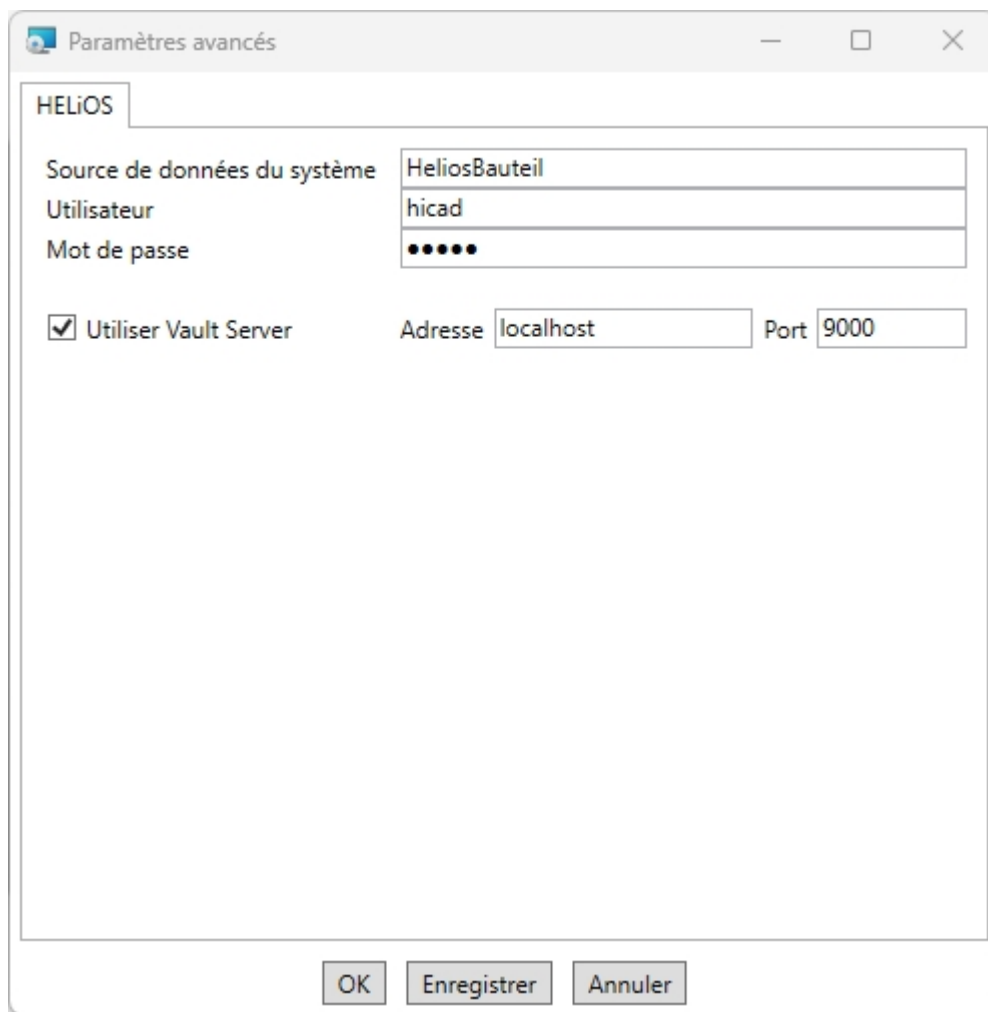 Paramètres avancés
HELiOS
Source de données du système HeliosBauteil
Utilisateur hicad
Mot de passe •••••
Utiliser Vault Server Adresse localhost Port 9000
OK Enregistrer Annuler